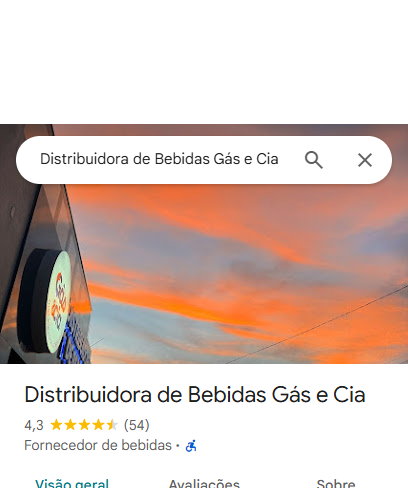 Distribuidora de Bebidas Gás e Cia
Distribuidora de Bebidas Gás e Cia
4,3 (54)
Fornecedor de bebidas ·
Visão geral Avaliações Sobre